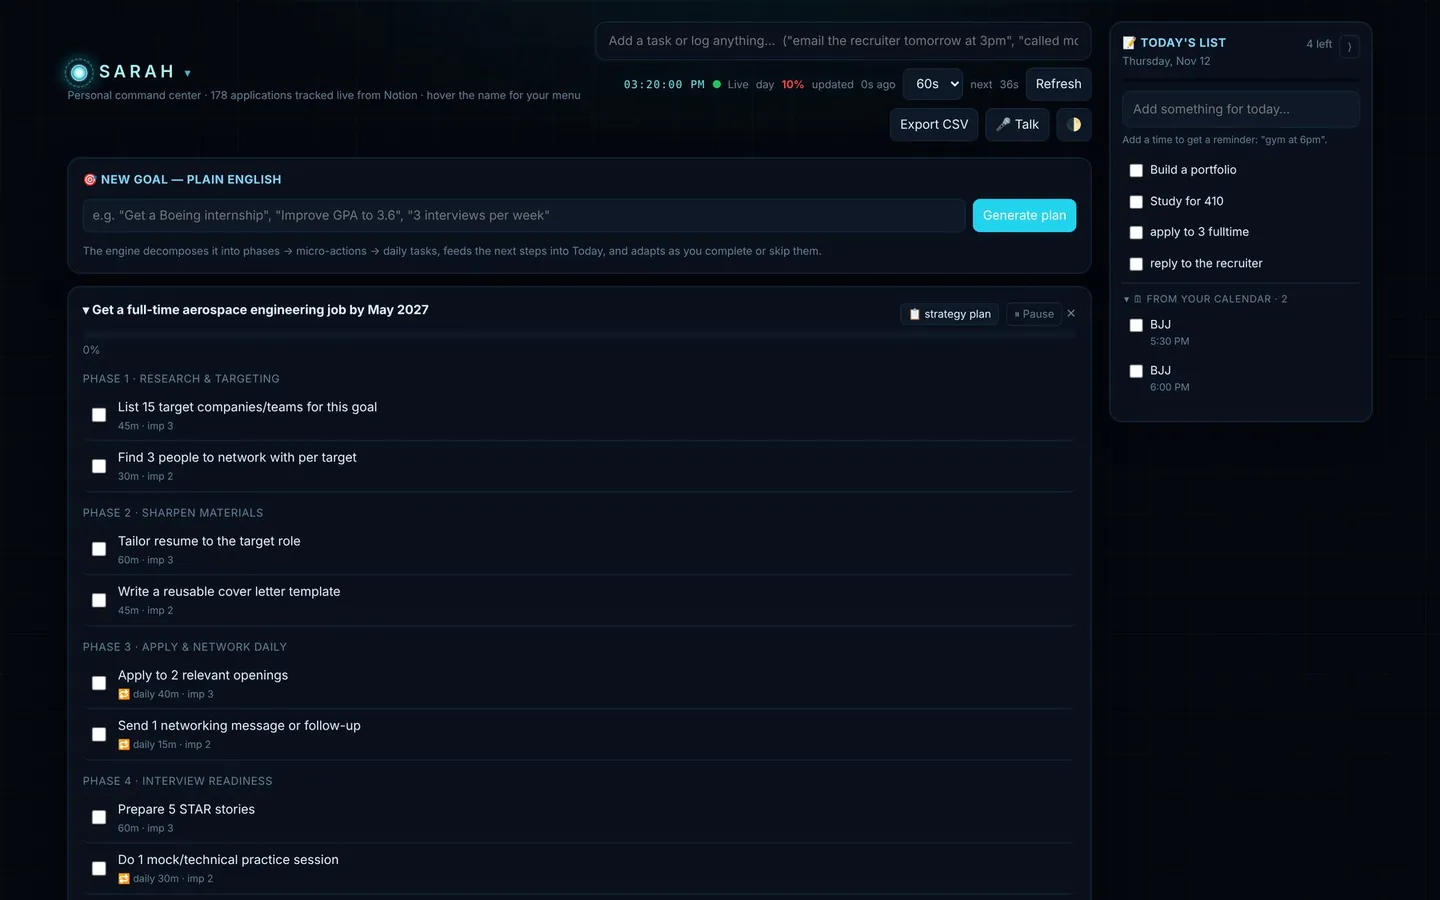 SARAH ▾
Personal command center · 178 applications tracked live from Notion · hover the name for your menu
Add a task or log anything... ("email the recruiter tomorrow at 3pm", "called mc
03:20:00 PM Live day 10% updated 0s ago 60s next 36s Refresh
Export CSV Talk
NEW GOAL — PLAIN ENGLISH
e.g. "Get a Boeing internship", "Improve GPA to 3.6", "3 interviews per week"
Generate plan
The engine decomposes it into phases → micro-actions → daily tasks, feeds the next steps into Today, and adapts as you complete or skip them.
▾ Get a full-time aerospace engineering job by May 2027
strategy plan Pause ×
0%
PHASE 1 · RESEARCH & TARGETING
List 15 target companies/teams for this goal
45m · imp 3
Find 3 people to network with per target
30m · imp 2
PHASE 2 · SHARPEN MATERIALS
Tailor resume to the target role
60m · imp 3
Write a reusable cover letter template
45m · imp 2
PHASE 3 · APPLY & NETWORK DAILY
Apply to 2 relevant openings
daily 40m · imp 3
Send 1 networking message or follow-up
daily 15m · imp 2
PHASE 4 · INTERVIEW READINESS
Prepare 5 STAR stories
60m · imp 3
Do 1 mock/technical practice session
daily 30m · imp 2
TODAY'S LIST
4 left
Thursday, Nov 12
Add something for today...
Add a time to get a reminder: "gym at 6pm".
Build a portfolio
Study for 410
apply to 3 fulltime
reply to the recruiter
▾ FROM YOUR CALENDAR · 2
BJJ
5:30 PM
BJJ
6:00 PM